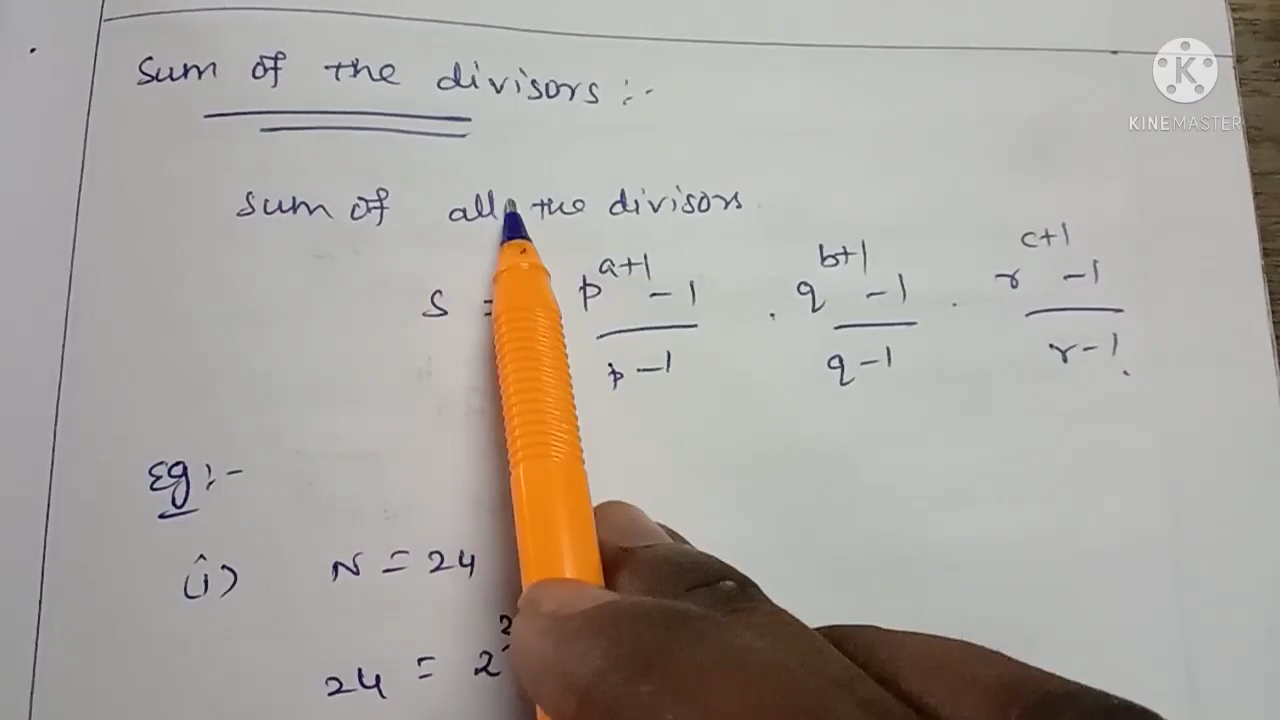 Sum of the divisors :-
K
KINEMASTER
Sum of all the divisors
S = p^{a+1} - 1 / p - 1 . q^{b+1} - 1 / q - 1 . r^{c+1} - 1 / r - 1 .
Eg :-
(i) N = 24
24 = 2^3